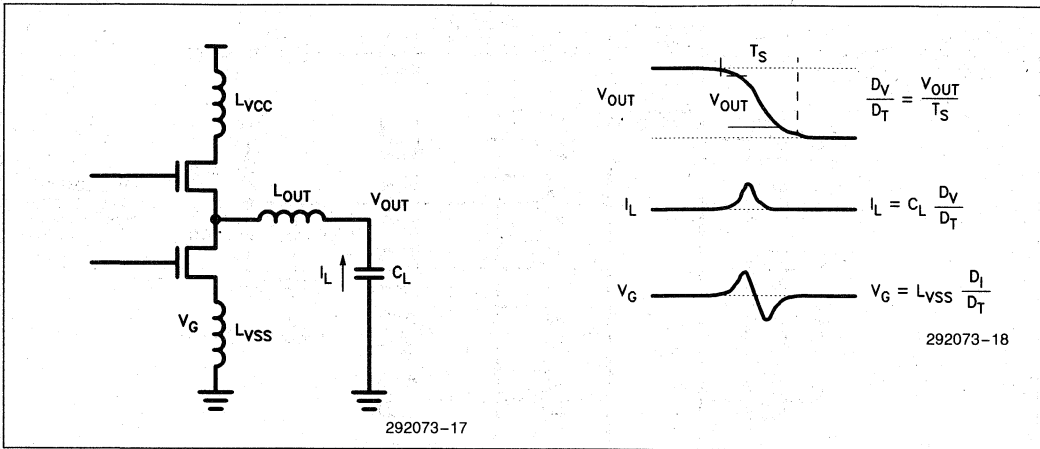 L_VCC
L_OUT
V_OUT
I_L
C_L
V_G
L_VSS
292073–17
T_S
V_OUT
V_OUT
D_V/D_T = V_OUT/T_S
I_L
I_L = C_L D_V/D_T
V_G
V_G = L_VSS D_I/D_T
292073–18